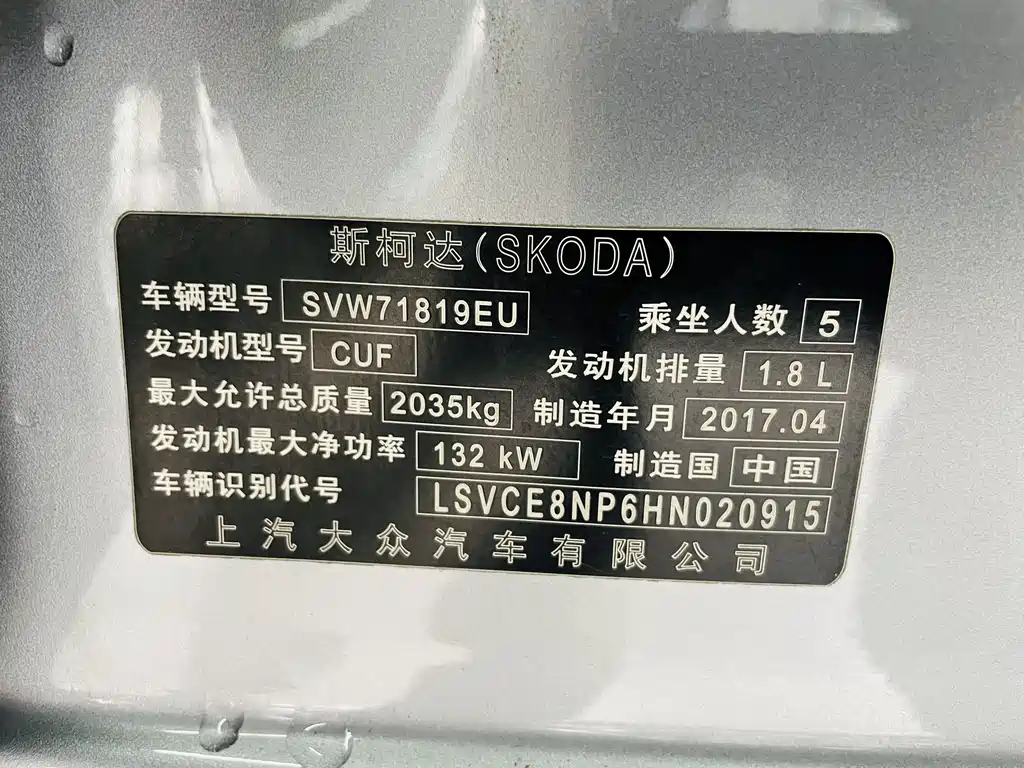 斯柯达(SKODA)
车辆型号 SVW71819EU 乘坐人数 5
发动机型号 CUF 发动机排量 1.8 L
最大允许总质量 2035kg 制造年月 2017.04
发动机最大净功率 132 kW 制造国 中国
车辆识别代号 LSVCE8NP6HN020915
上汽大众汽车有限公司